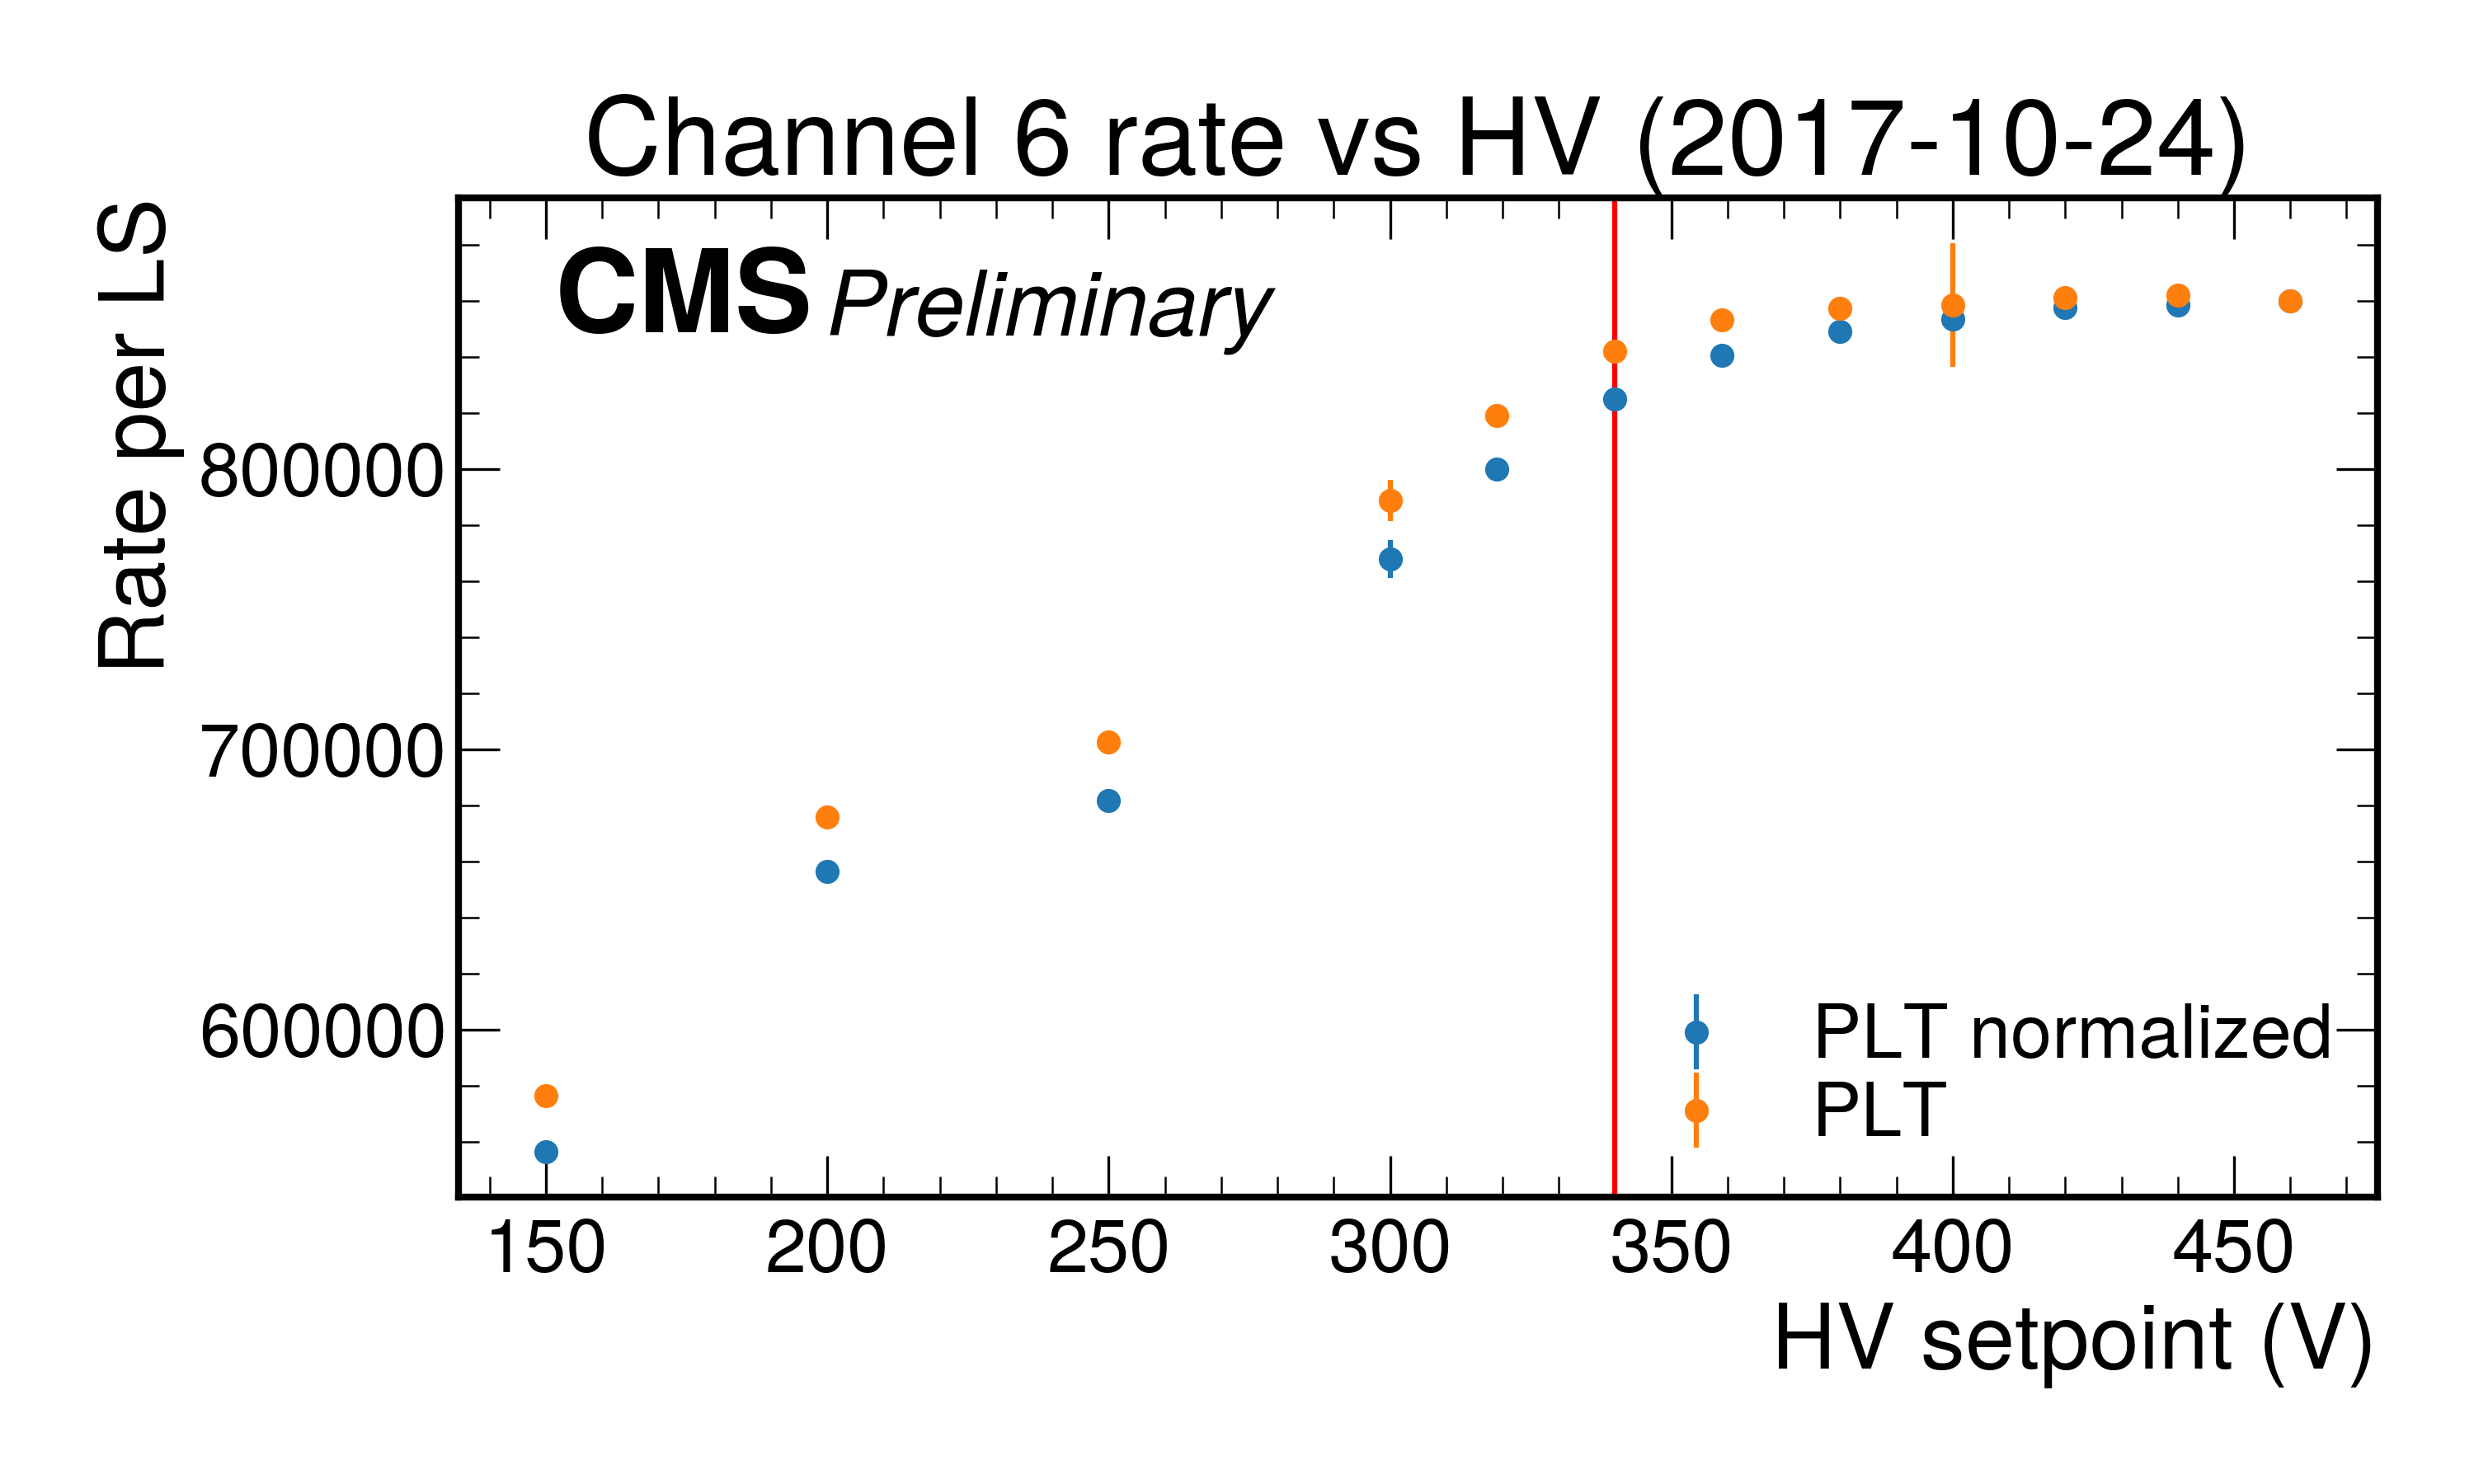 Channel 6 rate vs HV (2017-10-24)
CMS Preliminary
Rate per LS
800000
700000
600000
PLT normalized
PLT
150 200 250 300 350 400 450
HV setpoint (V)